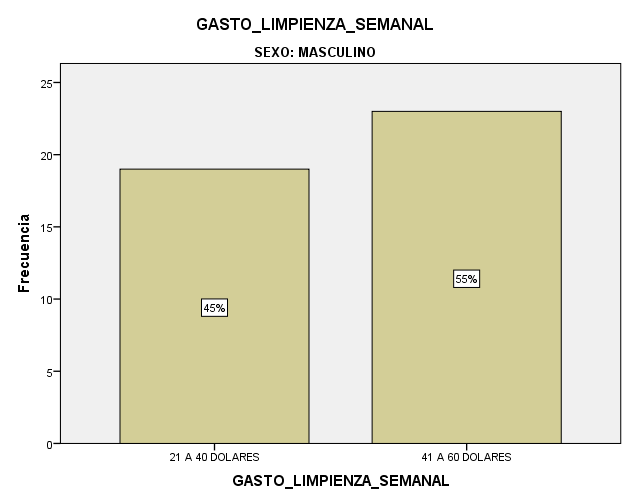 GASTO_LIMPIENZA_SEMANAL
SEXO: MASCULINO
Frecuencia
25
20
15
10
5
0
45%
55%
21 A 40 DOLARES
41 A 60 DOLARES
GASTO_LIMPIENZA_SEMANAL